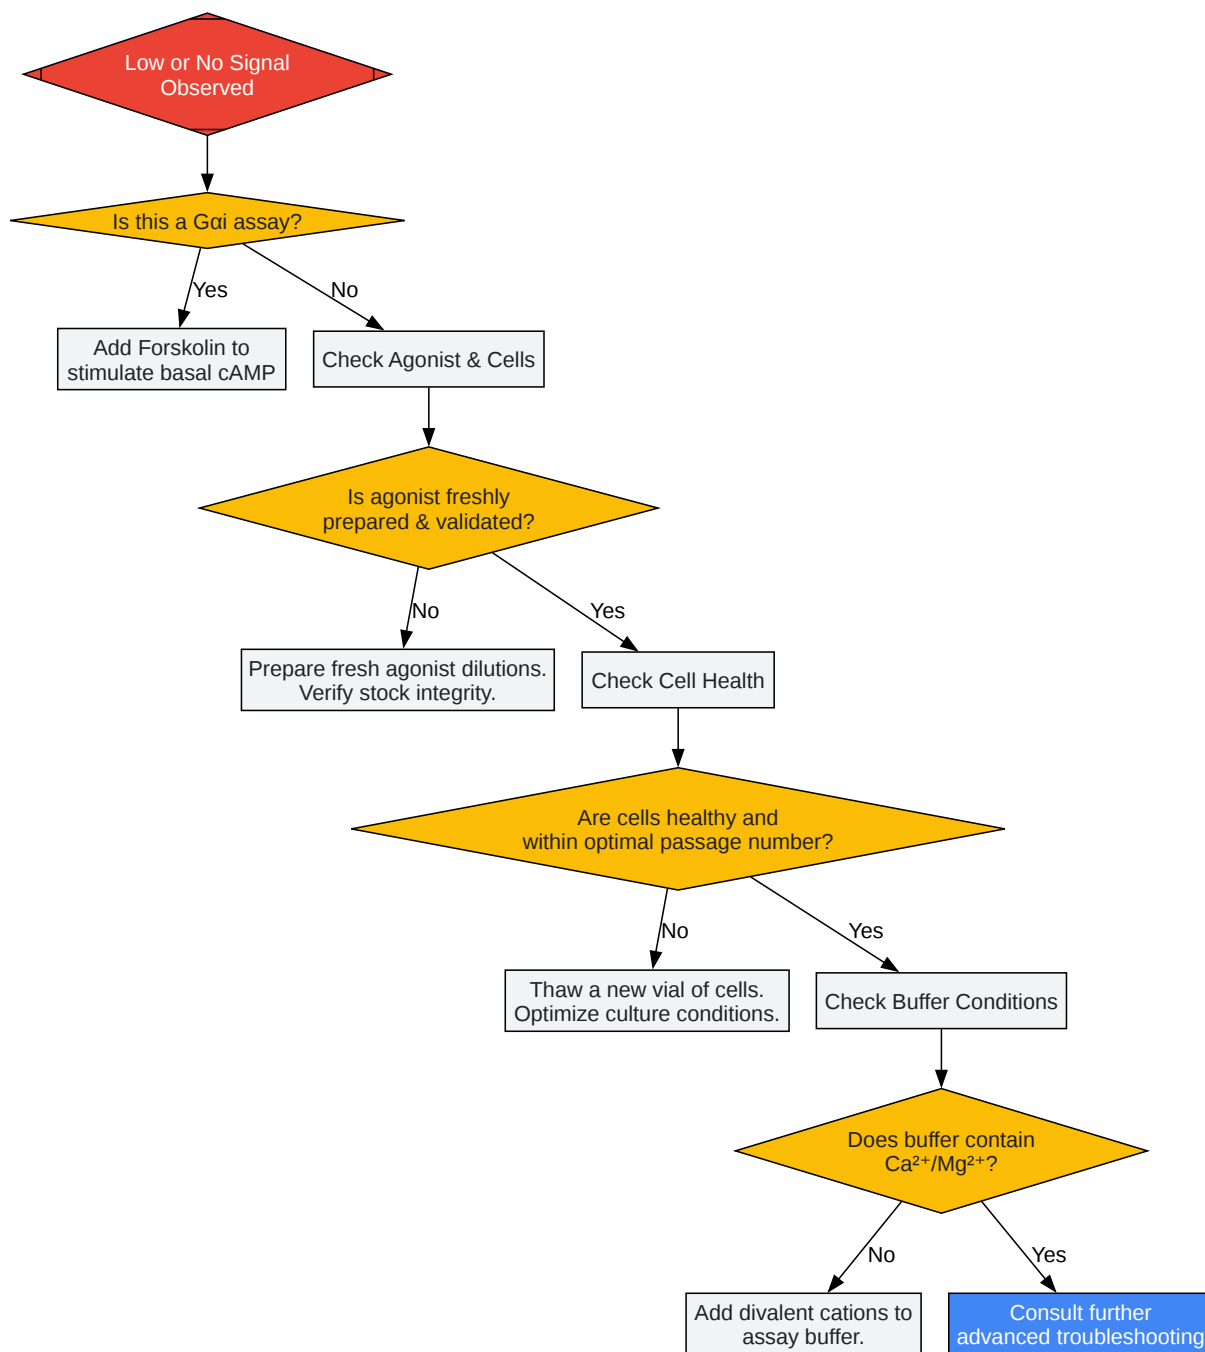 Low or No Signal
Observed
Is this a Gαi assay?
Yes
No
Add Forskolin to
stimulate basal cAMP
Check Agonist & Cells
Is agonist freshly
prepared & validated?
No
Yes
Prepare fresh agonist dilutions.
Verify stock integrity.
Check Cell Health
Are cells healthy and
within optimal passage number?
No
Yes
Thaw a new vial of cells.
Optimize culture conditions.
Check Buffer Conditions
Does buffer contain
Ca²⁺/Mg²⁺?
No
Yes
Add divalent cations to
assay buffer.
Consult further
advanced troubleshooting